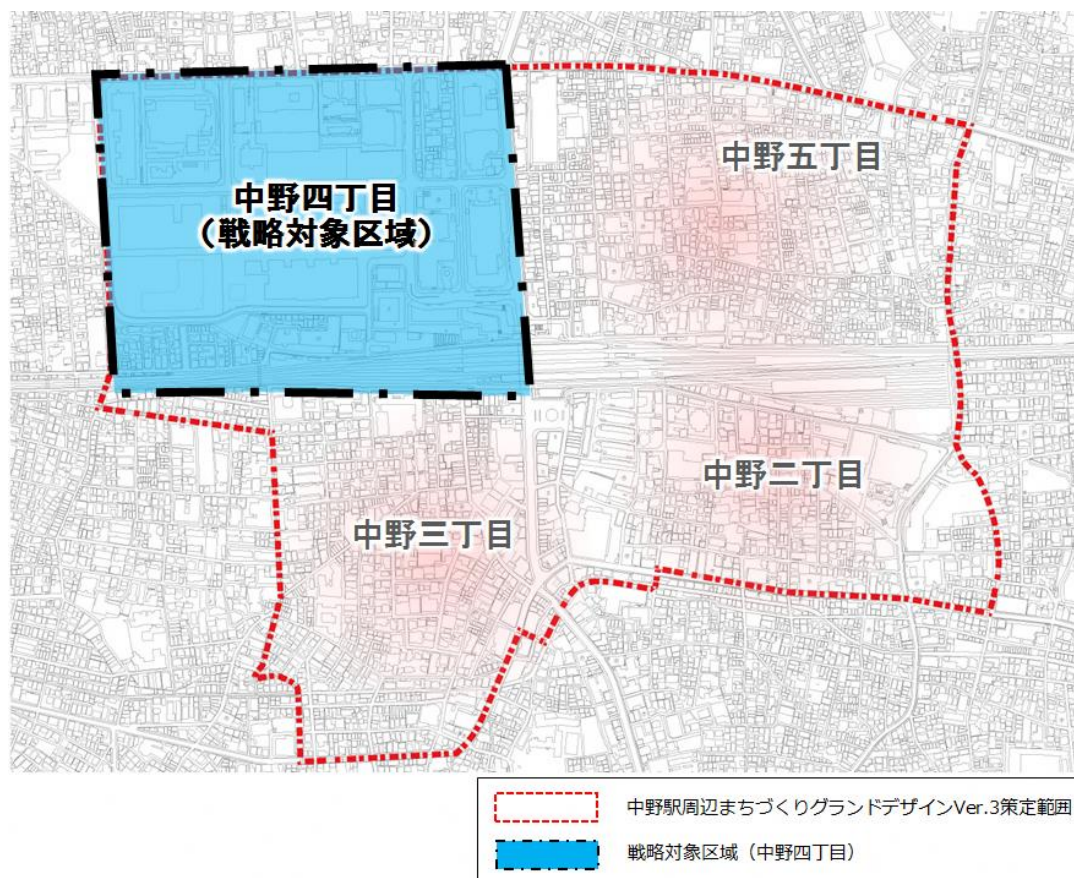 中野五丁目
中野四丁目
（戦略対象区域）
中野二丁目
中野三丁目
中野駅周辺まちづくりグランドデザインVer.3策定範囲
戦略対象区域（中野四丁目）